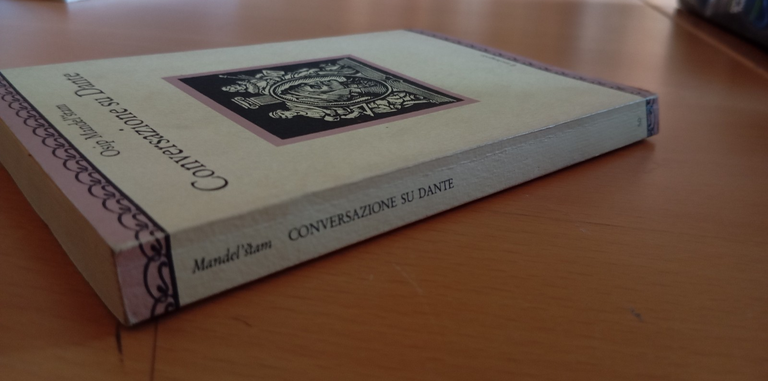 Osip Mandel'štam
Conversazione su Dante
Mandel'štam CONVERSAZIONE SU DANTE